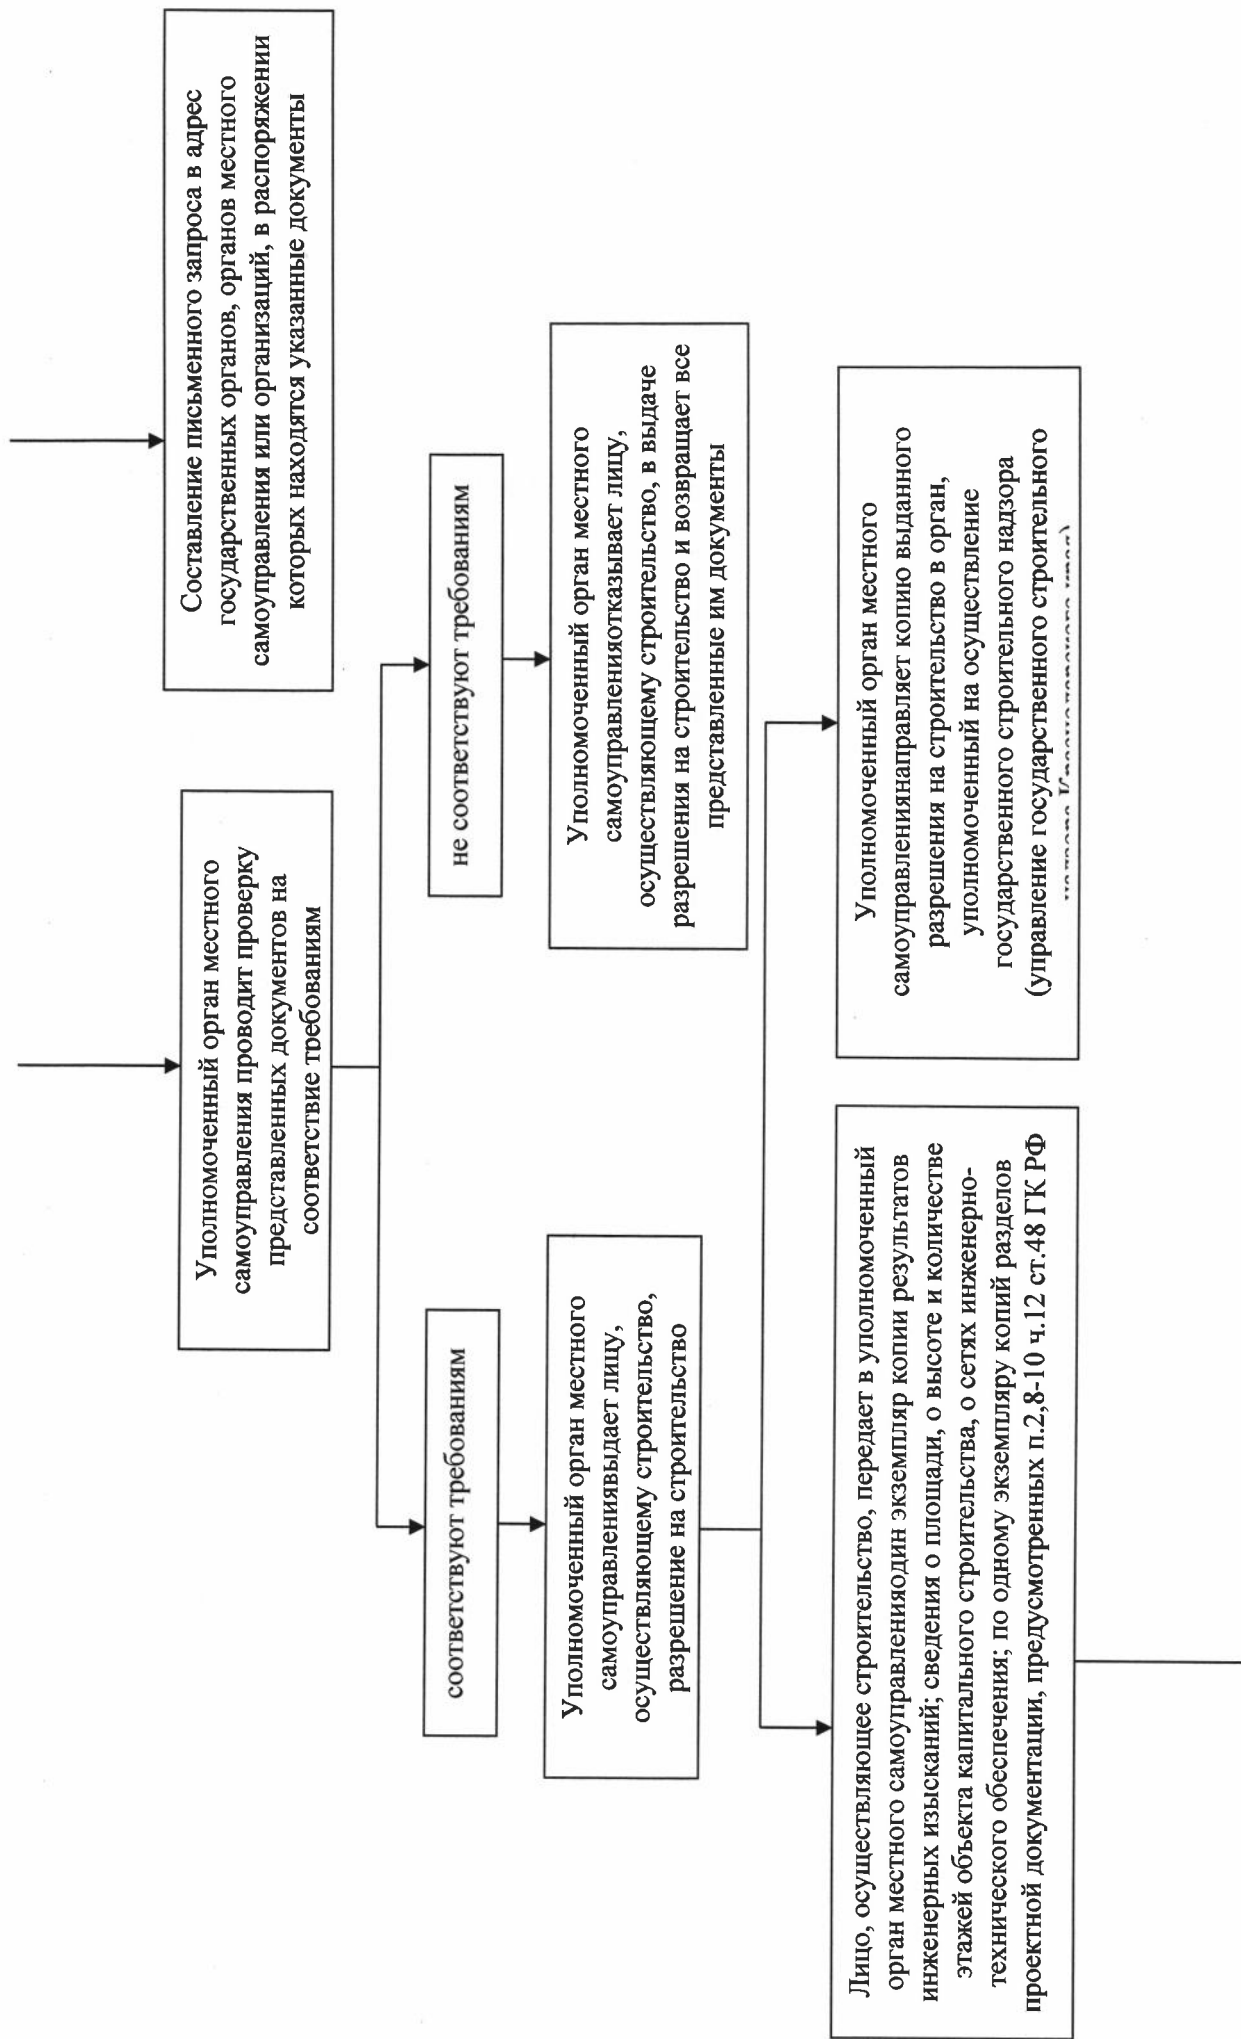 Уполномоченный орган местного
самоуправления проводит проверку
представленных документов на
соответствие требованиям
Составление письменного запроса в адрес
государственных органов, органов местного
самоуправления или организаций, в распоряжении
которых находятся указанные документы
соответствуют требованиям
не соответствуют требованиям
Уполномоченный орган местного
самоуправлениявыдает лицу,
осуществляющему строительство,
разрешение на строительство
Уполномоченный орган местного
самоуправленияотказывает лицу,
осуществляющему строительство, в выдаче
разрешения на строительство и возвращает все
представленные им документы
Лицо, осуществляющее строительство, передает в уполномоченный
орган местного самоуправленияодин экземпляр копии результатов
инженерных изысканий; сведения о площади, о высоте и количестве
этажей объекта капитального строительства, о сетях инженерно-
технического обеспечения; по одному экземпляру копий разделов
проектной документации, предусмотренных п.2,8-10 ч.12 ст.48 ГК РФ
Уполномоченный орган местного
самоуправлениянаправляет копию выданного
разрешения на строительство в орган,
уполномоченный на осуществление
государственного строительного надзора
(управление государственного строительного